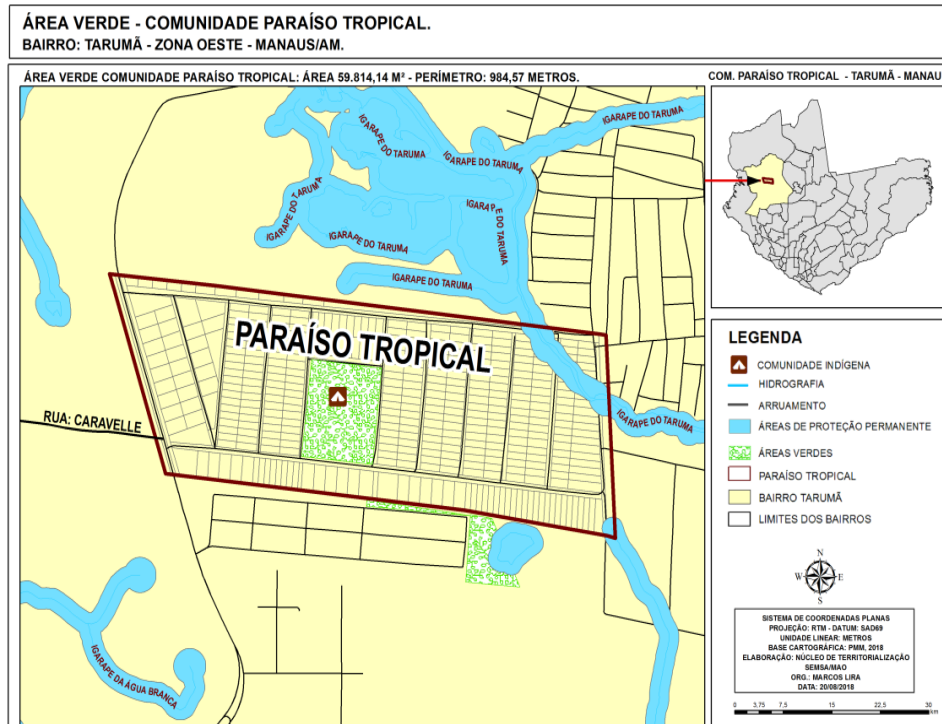 ÁREA VERDE - COMUNIDADE PARAÍSO TROPICAL.
BAIRRO: TARUMÃ - ZONA OESTE - MANAUS/AM.
ÁREA VERDE COMUNIDADE PARAÍSO TROPICAL: ÁREA 59.814,14 M² - PERÍMETRO: 984,57 METROS.
COM. PARAÍSO TROPICAL - TARUMÃ - MANAU
IGARAPE DO TARUMA
IGARAPE DO TARUMA
IGARAPE DO TARUMA
IGARAPE DO TARUMA
IGARAPE DO TARUMA
IGARAPE DO TARUMA
IGARAPE DO TARUMA
PARAÍSO TROPICAL
RUA: CARAVELLE
IGARAPE DO TARUMA
IGARAPE DA ÁGUA BRANCA
LEGENDA
COMUNIDADE INDÍGENA
HIDROGRAFIA
ARRUAMENTO
ÁREAS DE PROTEÇÃO PERMANENTE
ÁREAS VERDES
PARAÍSO TROPICAL
BAIRRO TARUMÃ
LIMITES DOS BAIRROS
N
W E
S
SISTEMA DE COORDENADAS PLANAS
PROJEÇÃO: RTM - DATUM: SAD69
UNIDADE LINEAR: METROS
BASE CARTOGRÁFICA: PMM, 2018
ELABORAÇÃO: NÚCLEO DE TERRITORIALIZAÇÃO
SEMSA/MAO
ORG.: MARCOS LIRA
DATA: 20/08/2018
0 3,75 7,5 15 22,5 30